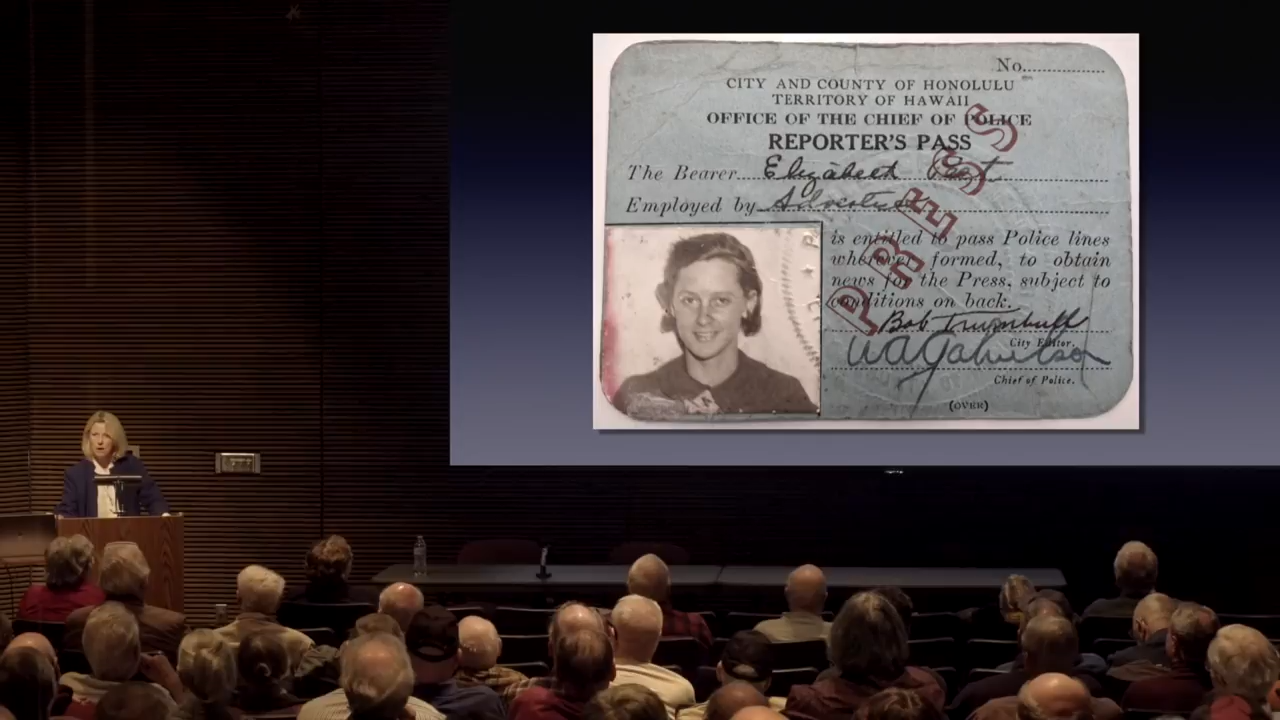 No.
CITY AND COUNTY OF HONOLULU
TERRITORY OF HAWAII
OFFICE OF THE CHIEF OF POLICE
REPORTER'S PASS
The Bearer Elizabeth
Employed by Advertiser
is entitled to pass Police lines
wherever formed, to obtain
news for the Press, subject to
conditions on back.
PRESS
Bob Trumbull
City Editor.
Chief of Police.
(OVER)